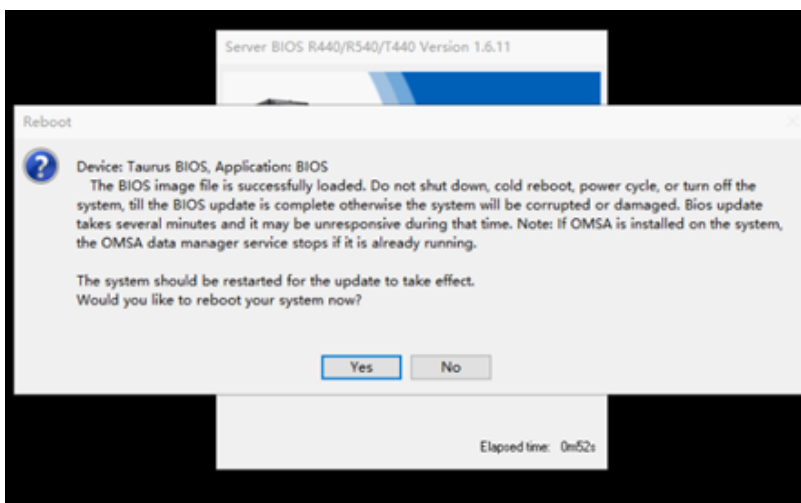 Server BIOS R440/R540/T440 Version 1.6.11
Reboot
Device: Taurus BIOS, Application: BIOS
The BIOS image file is successfully loaded. Do not shut down, cold reboot, power cycle, or turn off the
system, till the BIOS update is complete otherwise the system will be corrupted or damaged. Bios update
takes several minutes and it may be unresponsive during that time. Note: If OMSA is installed on the system,
the OMSA data manager service stops if it is already running.
The system should be restarted for the update to take effect.
Would you like to reboot your system now?
Yes
No
Elapsed time: 0m52s